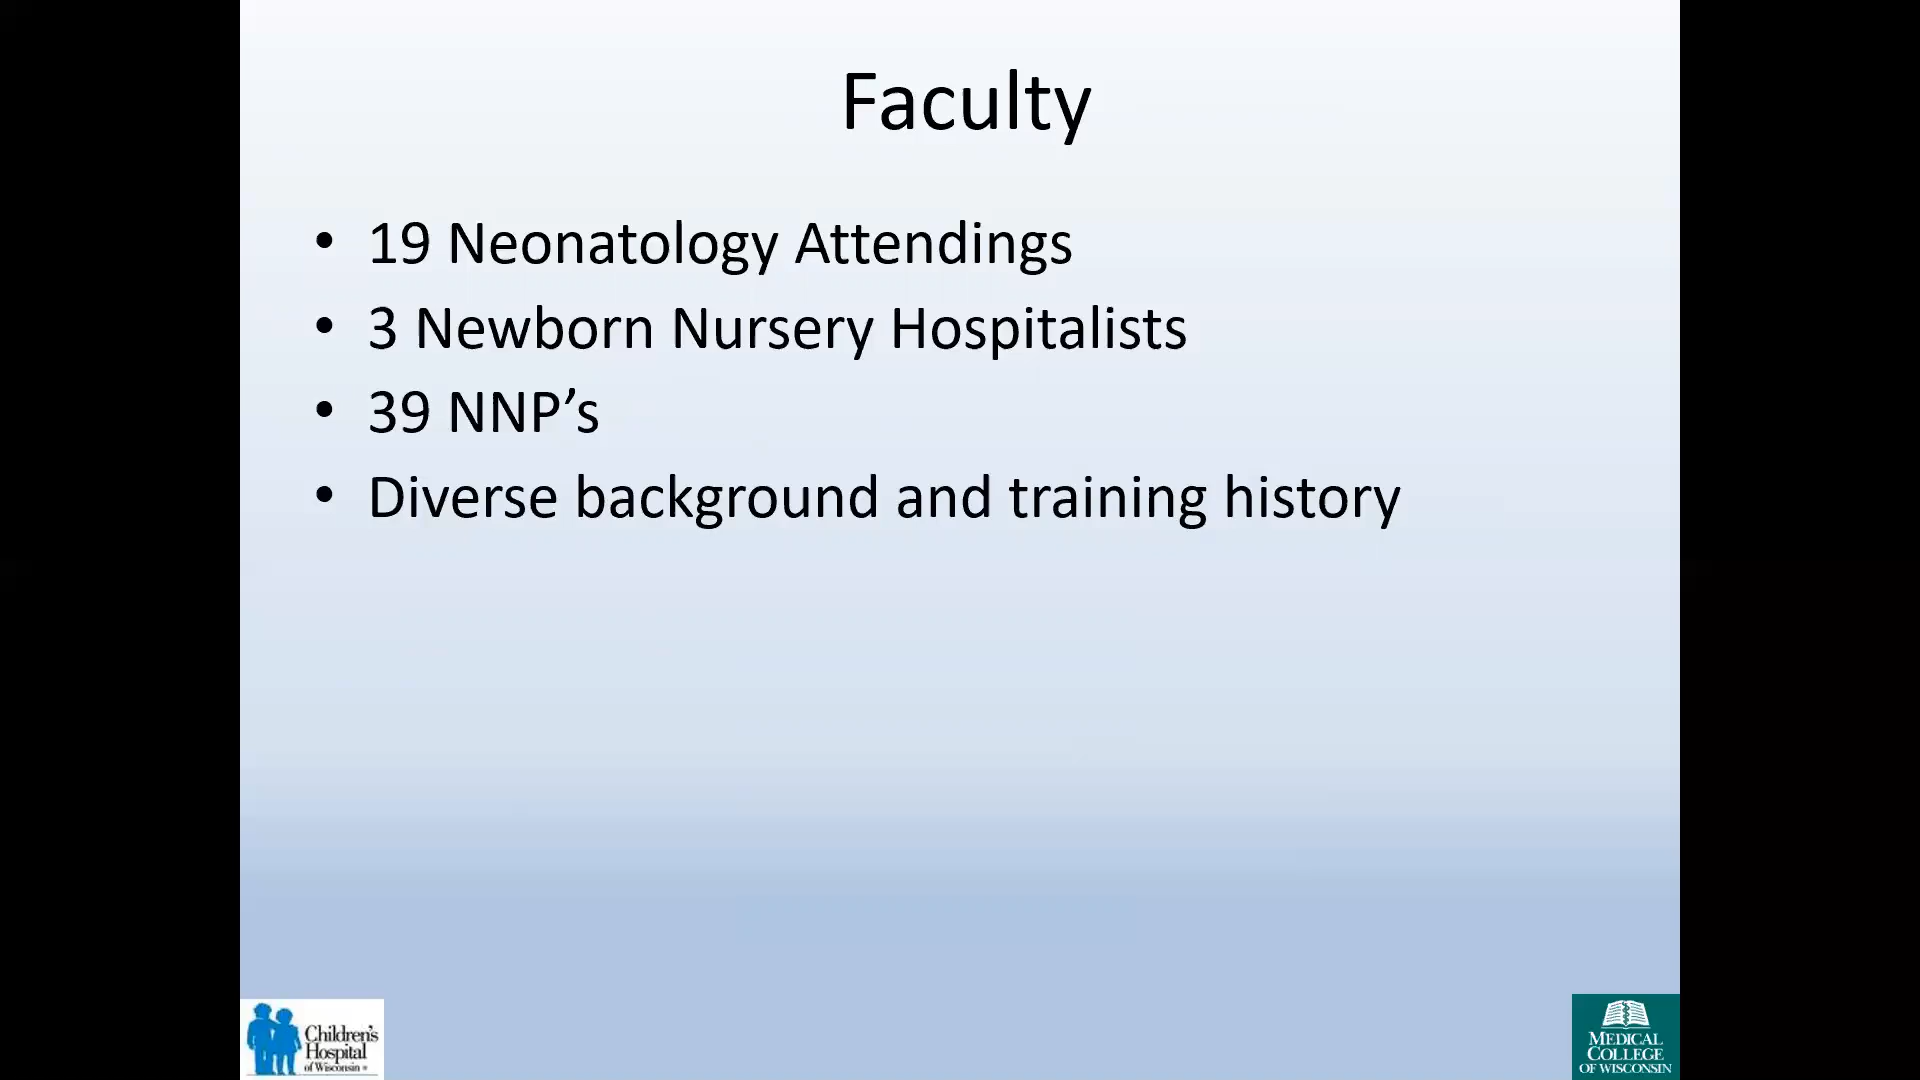 Faculty
• 19 Neonatology Attendings
• 3 Newborn Nursery Hospitalists
• 39 NNP’s
• Diverse background and training history
Children's
Hospital
of Wisconsin
MEDICAL
COLLEGE
OF WISCONSIN